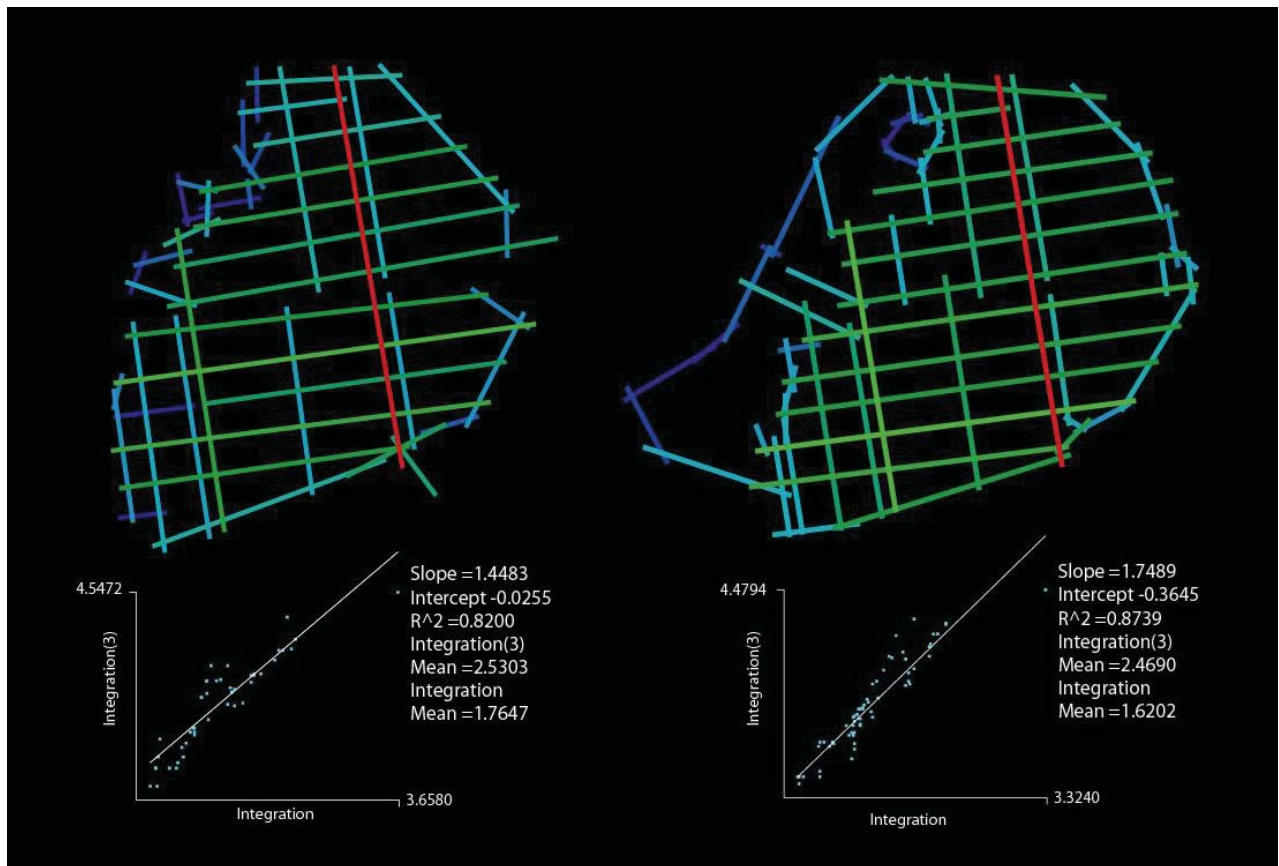 4.5472
Integration(3)
Integration
3.6580
Slope =1.4483
Intercept -0.0255
R^2 =0.8200
Integration(3)
Mean =2.5303
Integration
Mean =1.7647
4.4794
Integration(3)
Integration
3.3240
Slope =1.7489
Intercept -0.3645
R^2 =0.8739
Integration(3)
Mean =2.4690
Integration
Mean =1.6202